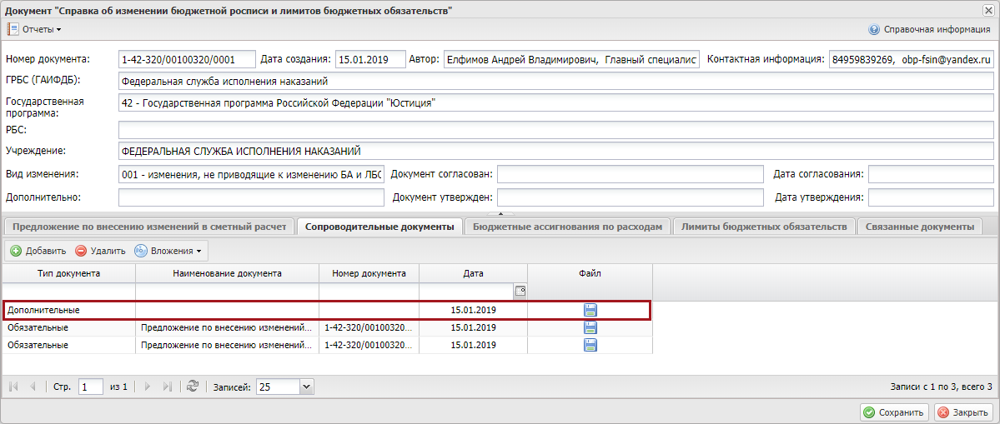 Документ "Справка об изменении бюджетной росписи и лимитов бюджетных обязательств"
Отчеты Справочная информация
Номер документа: 1-42-320/00100320/0001 Дата создания: 15.01.2019 Автор: Елфимов Андрей Владимирович, Главный специалис Контактная информация: 84959839269, obp-fsin@yandex.ru
ГРБС (ГАИФДБ): Федеральная служба исполнения наказаний
Государственная программа: 42 - Государственная программа Российской Федерации "Юстиция"
РБС:
Учреждение: ФЕДЕРАЛЬНАЯ СЛУЖБА ИСПОЛНЕНИЯ НАКАЗАНИЙ
Вид изменения: 001 - изменения, не приводящие к изменению БА и ЛБО Документ согласован: Дата согласования:
Дополнительно: Документ утвержден: Дата утверждения:
Предложение по внесению изменений в сметный расчет Сопроводительные документы Бюджетные ассигнования по расходам Лимиты бюджетных обязательств Связанные документы
Добавить Удалить Вложения
Тип документа Наименование документа Номер документа Дата Файл
Дополнительные 15.01.2019
Обязательные Предложение по внесению изменений... 1-42-320/00100320... 15.01.2019
Обязательные Предложение по внесению изменений... 1-42-320/00100320... 15.01.2019
Стр. 1 из 1 Записей: 25 Записи с 1 по 3, всего 3
Сохранить Закрыть